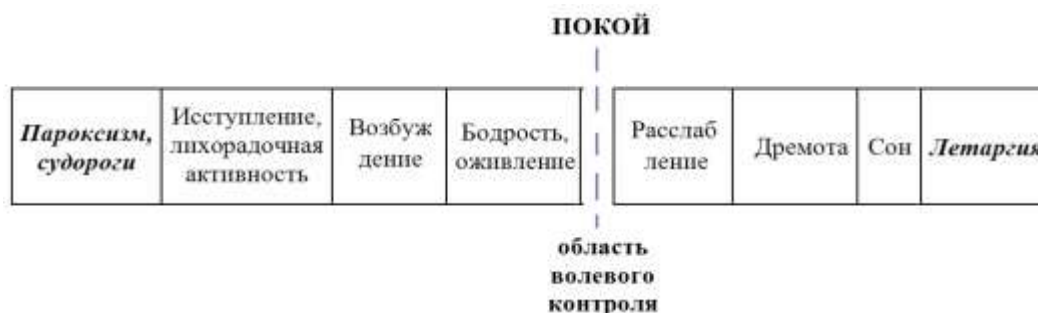 ПОКОЙ
Пароксизм,
судороги
Исступление,
лихорадочная
активность
Возбуж
дение
Бодрость,
оживление
Расслаб
ление
Дремота
Сон
Летаргия
область
волевого
контроля